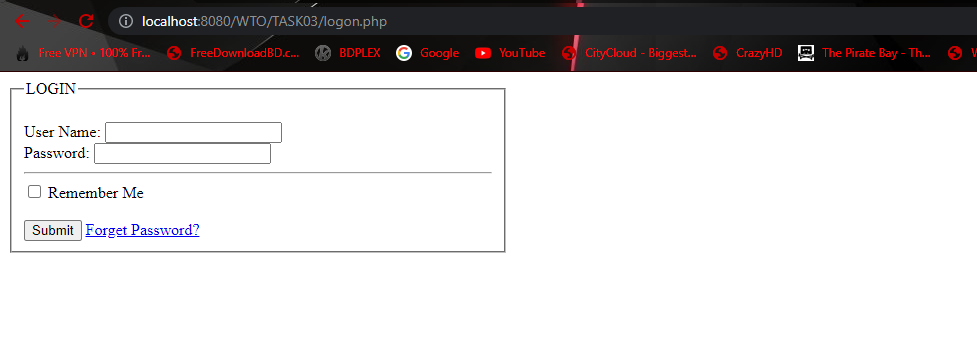 localhost:8080/WTO/TASK03/logon.php
Free VPN • 100% Fr... FreeDownloadBD.c... BDPLEX Google YouTube CityCloud - Biggest... CrazyHD The Pirate Bay - Th...
LOGIN
User Name:
Password:
Remember Me
Submit Forget Password?